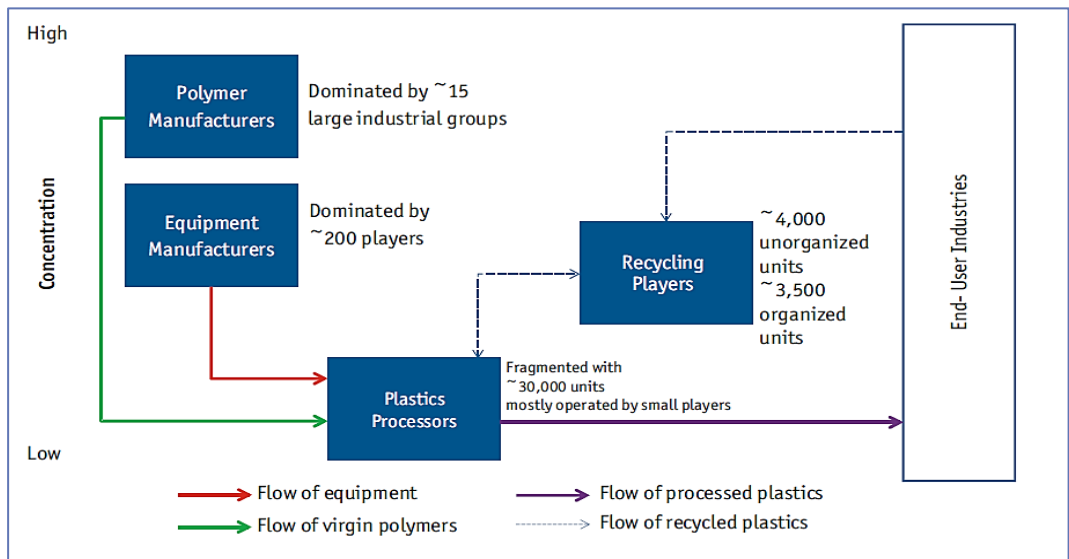 High
Polymer
Manufacturers
Dominated by ~15
large industrial groups
Concentration
Equipment
Manufacturers
Dominated by
~200 players
Recycling
Players
~4,000
unorganized
units
~3,500
organized
units
End- User Industries
Plastics
Processors
Fragmented with
~30,000 units
mostly operated by small players
Low
Flow of equipment
Flow of processed plastics
Flow of virgin polymers
Flow of recycled plastics